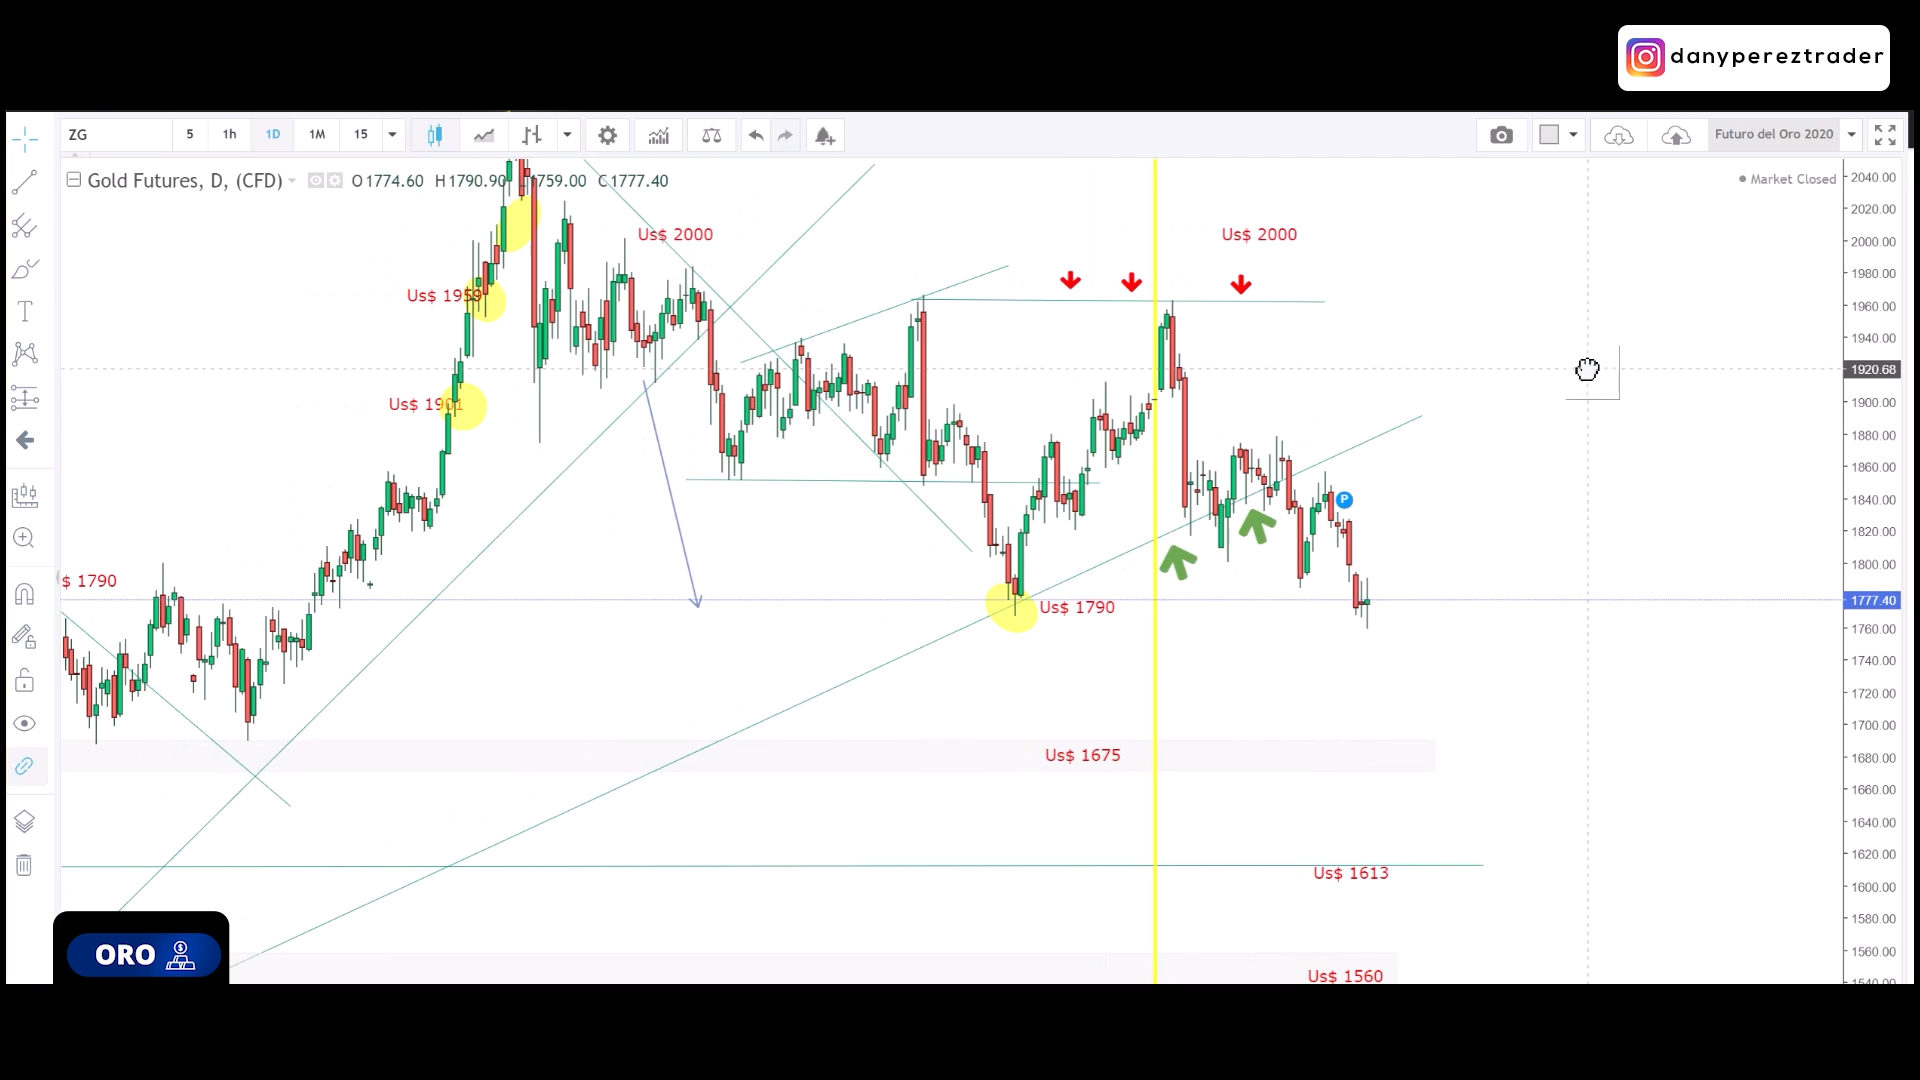 danypereztrader
ZG 5 1h 1D 1M 15 Futuro del Oro 2020
Gold Futures, D, (CFD) O1774.60 H1790.90 L1759.00 C1777.40
Market Closed
2040.00
2020.00
2000.00
1980.00
1960.00
1940.00
1920.68
1900.00
1880.00
1860.00
1840.00
1820.00
1800.00
1777.40
1760.00
1740.00
1720.00
1700.00
1680.00
1660.00
1640.00
1620.00
1600.00
1580.00
1560.00
1540.00
Us$ 2000
Us$ 2000
Us$ 1959
Us$ 1901
P
$ 1790
Us$ 1790
Us$ 1675
Us$ 1613
Us$ 1560
ORO
$